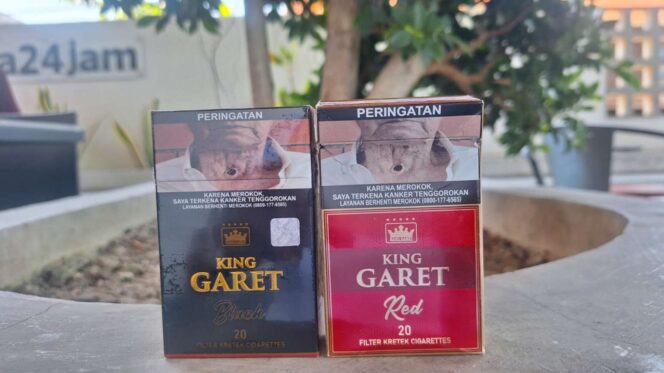 a24jam
PERINGATAN
KARENA MEROKOK,
SAYA TERKENA KANKER TENGGOROKAN
LAYANAN BERHENTI MEROKOK (0800-177-6565)
KING
GARET
Black
20
FILTER KRETEK CIGARETTES
PERINGATAN
KARENA MEROKOK,
SAYA TERKENA KANKER TENGGOROKAN
LAYANAN BERHENTI MEROKOK (0800-177-6565)
KING
GARET
Red
20
FILTER KRETEK CIGARETTES